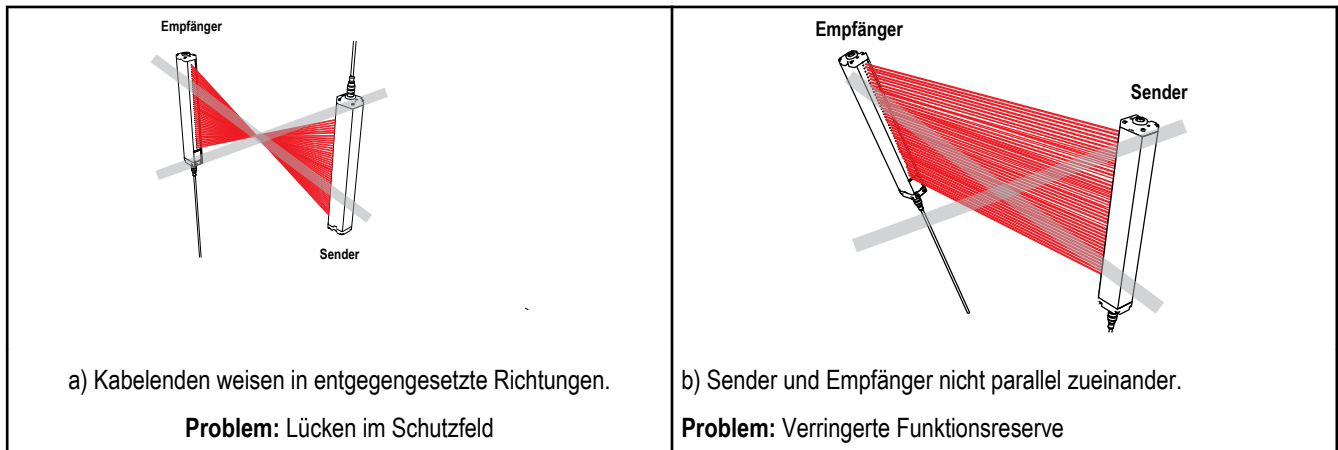 Empfänger
Sender
a) Kabelenden weisen in entgegengesetzte Richtungen.
Problem: Lücken im Schutzfeld
Empfänger
Sender
b) Sender und Empfänger nicht parallel zueinander.
Problem: Verringerte Funktionsreserve